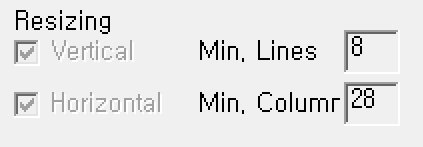 Resizing
Vertical Min, Lines 8
Horizontal Min, Columr 28